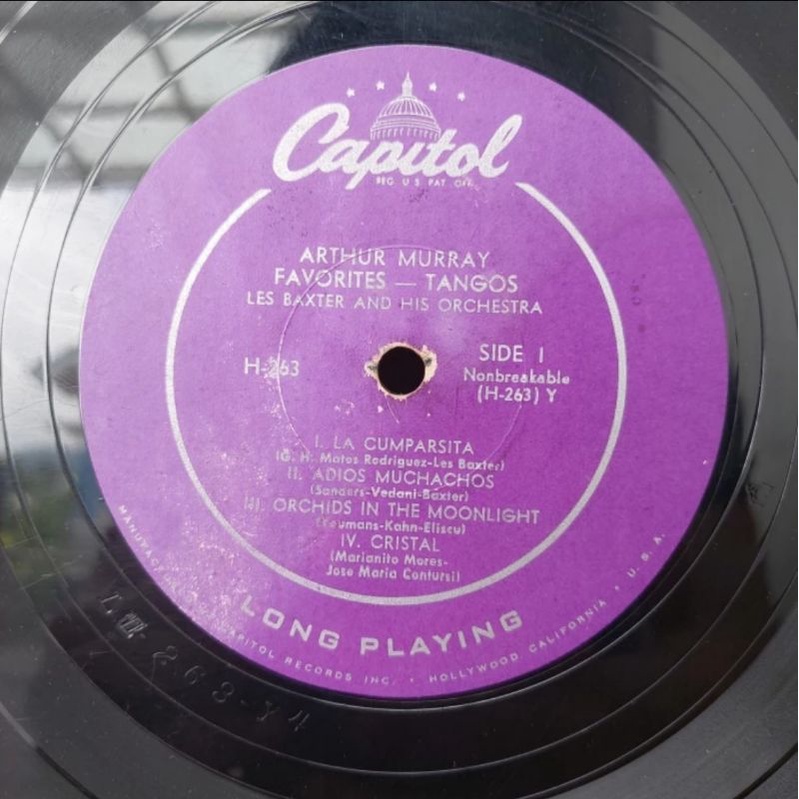 Capitol
REG. U.S. PAT. OFF.
ARTHUR MURRAY
FAVORITES — TANGOS
LES BAXTER AND HIS ORCHESTRA
H-263
SIDE 1
Nonbreakable
(H-263) Y
I. LA CUMPARSITA
(G. H. Matos Rodriguez-Les Baxter)
II. ADIOS MUCHACHOS
(Sanders-Vedani-Baxter)
III. ORCHIDS IN THE MOONLIGHT
(Youmans-Kahn-Eliscu)
IV. CRISTAL
(Marianito Mores-
Jose Maria Contursi)
LONG PLAYING
CAPITOL RECORDS INC. • HOLLYWOOD, CALIFORNIA • U.S.A.
263-Y4